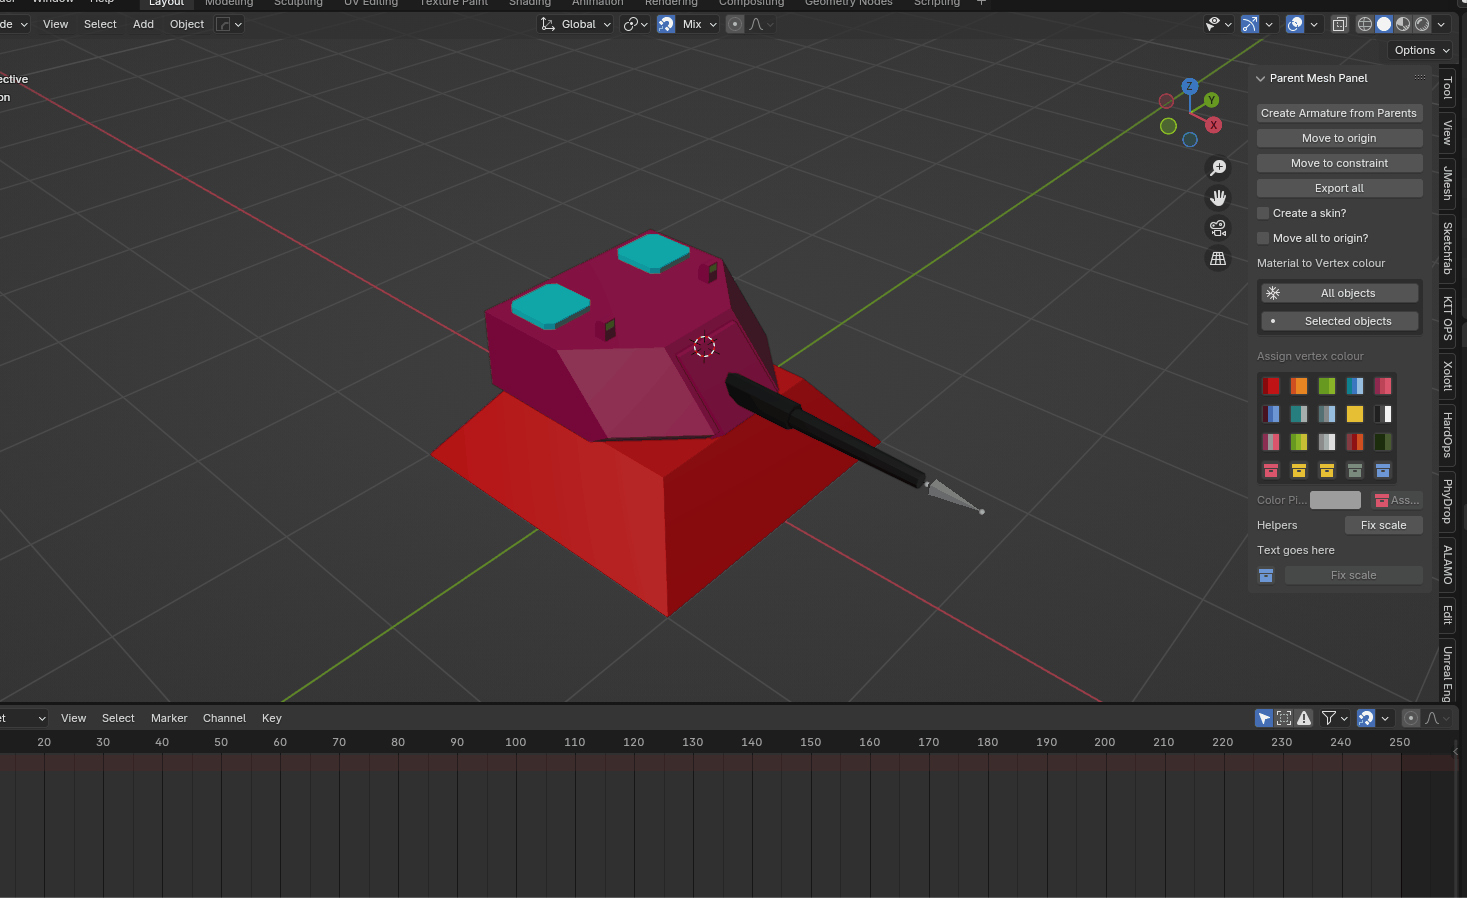 Layout Modeling Sculpting UV Editing Texture Paint Shading Animation Rendering Compositing Geometry Nodes Scripting +
de View Select Add Object Global Mix
Options
ective
on
Z
Y
X
Parent Mesh Panel
Create Armature from Parents
Move to origin
Move to constraint
Export all
Create a skin?
Move all to origin?
Material to Vertex colour
All objects
Selected objects
Assign vertex colour
Color Pi... Ass...
Helpers Fix scale
Text goes here
Fix scale
Tool
View
JMesh
Sketchfab
KIT OPS
Xolotl
HardOps
PhyDrop
ALAMO
Edit
Unreal Eng
et View Select Marker Channel Key
20 30 40 50 60 70 80 90 100 110 120 130 140 150 160 170 180 190 200 210 220 230 240 250